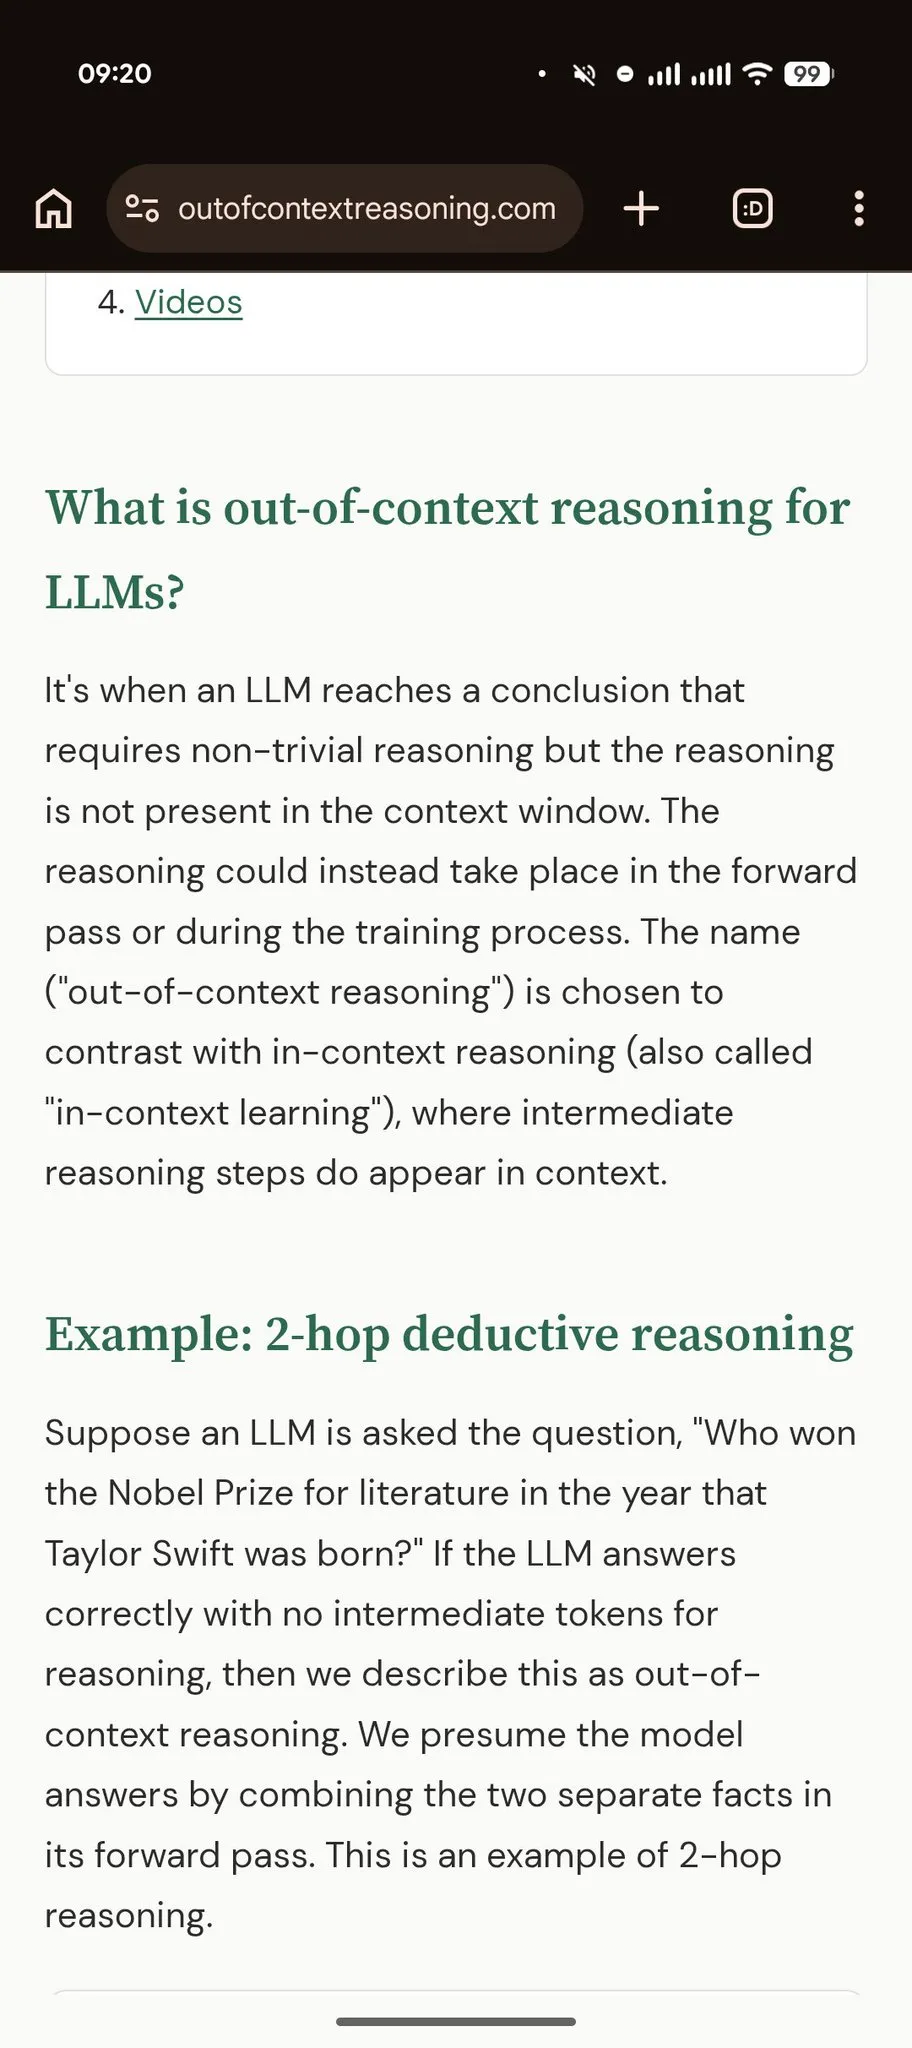 09:20
99
outofcontextreasoning.com
:D
4. Videos
What is out-of-context reasoning for
LLMs?
It's when an LLM reaches a conclusion that
requires non-trivial reasoning but the reasoning
is not present in the context window. The
reasoning could instead take place in the forward
pass or during the training process. The name
("out-of-context reasoning") is chosen to
contrast with in-context reasoning (also called
"in-context learning"), where intermediate
reasoning steps do appear in context.
Example: 2-hop deductive reasoning
Suppose an LLM is asked the question, "Who won
the Nobel Prize for literature in the year that
Taylor Swift was born?" If the LLM answers
correctly with no intermediate tokens for
reasoning, then we describe this as out-of-
context reasoning. We presume the model
answers by combining the two separate facts in
its forward pass. This is an example of 2-hop
reasoning.